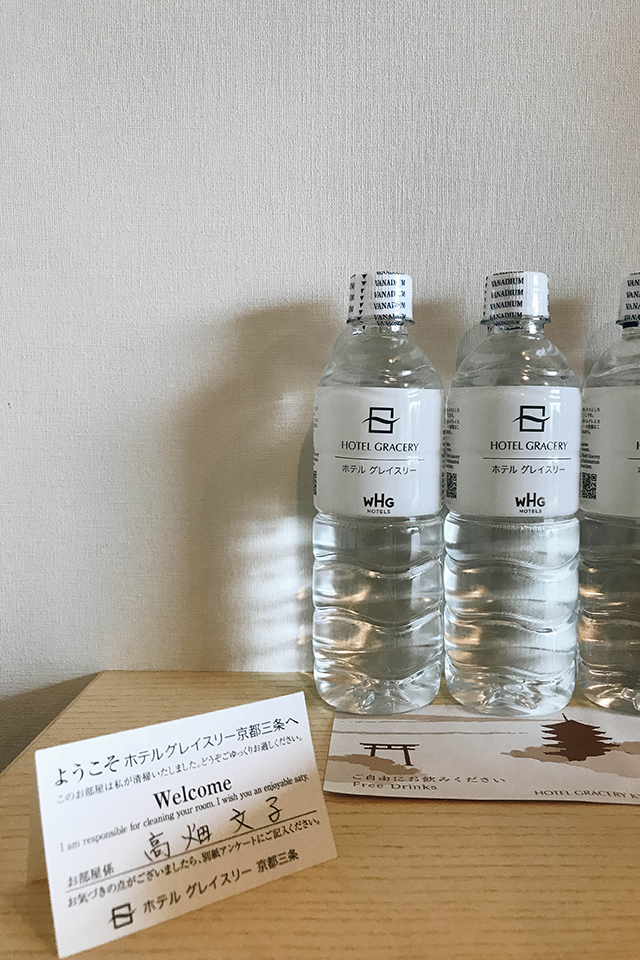 VANADIUM
VANADIUM
VANADIUM
HOTEL GRACERY
ホテル グレイスリー
WHG
HOTELS
VANADIUM
VANADIUM
VANADIUM
VANADIUM
HOTEL GRACERY
ホテル グレイスリー
WHG
HOTELS
ようこそ ホテルグレイスリー京都三条へ
このお部屋は私が清掃いたしました。どうぞごゆっくりお過しください。
Welcome
I am responsible for cleaning your room. I wish you an enjoyable saty.
お部屋係 高畑 文子
お気づきの点がございましたら、別紙アンケートにご記入ください。
ホテル グレイスリー 京都三条
ご自由にお飲みください
Free Drinks
HOTEL GRACERY